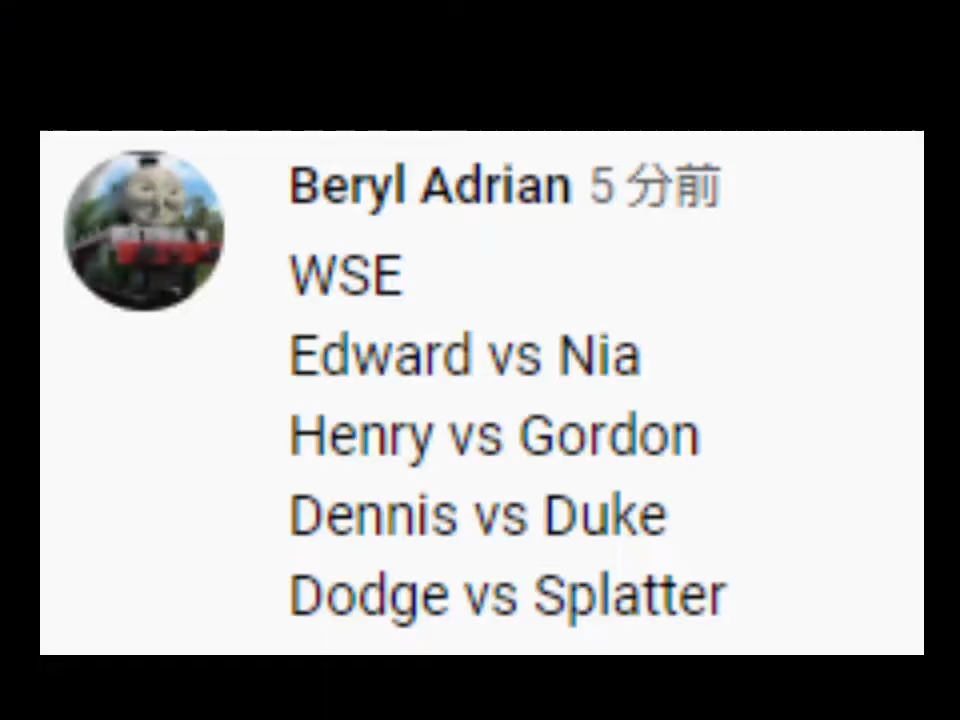 Beryl Adrian 5 分前
WSE
Edward vs Nia
Henry vs Gordon
Dennis vs Duke
Dodge vs Splatter